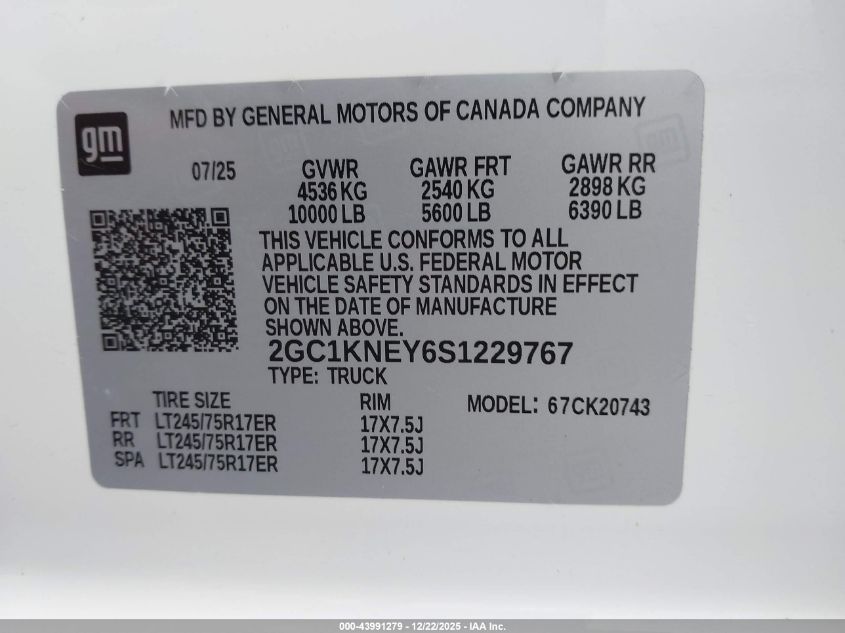 gm
MFD BY GENERAL MOTORS OF CANADA COMPANY
07/25 GVWR GAWR FRT GAWR RR
4536 KG 2540 KG 2898 KG
10000 LB 5600 LB 6390 LB
THIS VEHICLE CONFORMS TO ALL
APPLICABLE U.S. FEDERAL MOTOR
VEHICLE SAFETY STANDARDS IN EFFECT
ON THE DATE OF MANUFACTURE
SHOWN ABOVE.
2GC1KNEY6S1229767
TYPE: TRUCK
TIRE SIZE RIM MODEL: 67CK20743
FRT LT245/75R17ER 17X7.5J
RR LT245/75R17ER 17X7.5J
SPA LT245/75R17ER 17X7.5J
000-43991279 - 12/22/2025 - IAA Inc.